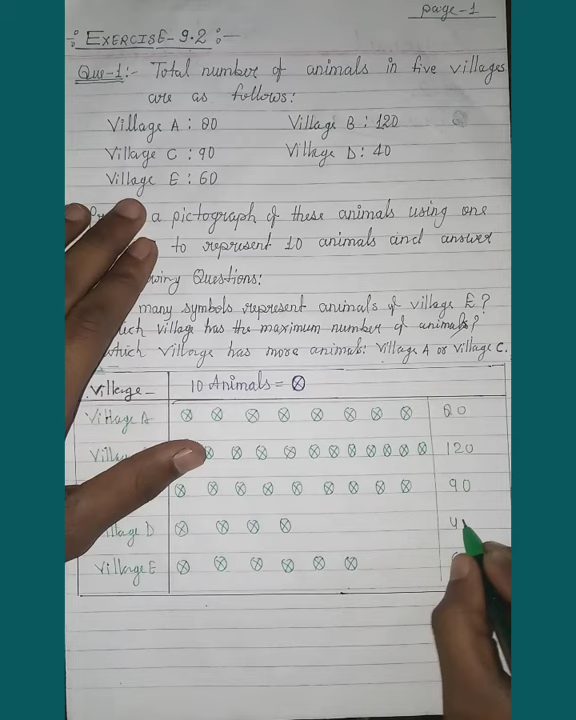 page-1
Exercise-9.2 :-
Que-1:- Total number of animals in five villages
are as follows:
Village A : 80 Village B : 120
Village C : 90 Village D : 40
Village E : 60
a pictograph of these animals using one
to represent 10 animals and answer
Questions:
many symbols represent animals of village E?
village has the maximum number of animals?
which village has more animals: Village A or Village C.
Village 10 Animals = ⊗
Village A ⊗ ⊗ ⊗ ⊗ ⊗ ⊗ ⊗ ⊗ 80
⊗ ⊗ ⊗ ⊗ ⊗ ⊗ ⊗ ⊗ ⊗ ⊗ 120
⊗ ⊗ ⊗ ⊗ ⊗ ⊗ ⊗ ⊗ 90
Village D ⊗ ⊗ ⊗ ⊗ 4
Village E ⊗ ⊗ ⊗ ⊗ ⊗ ⊗